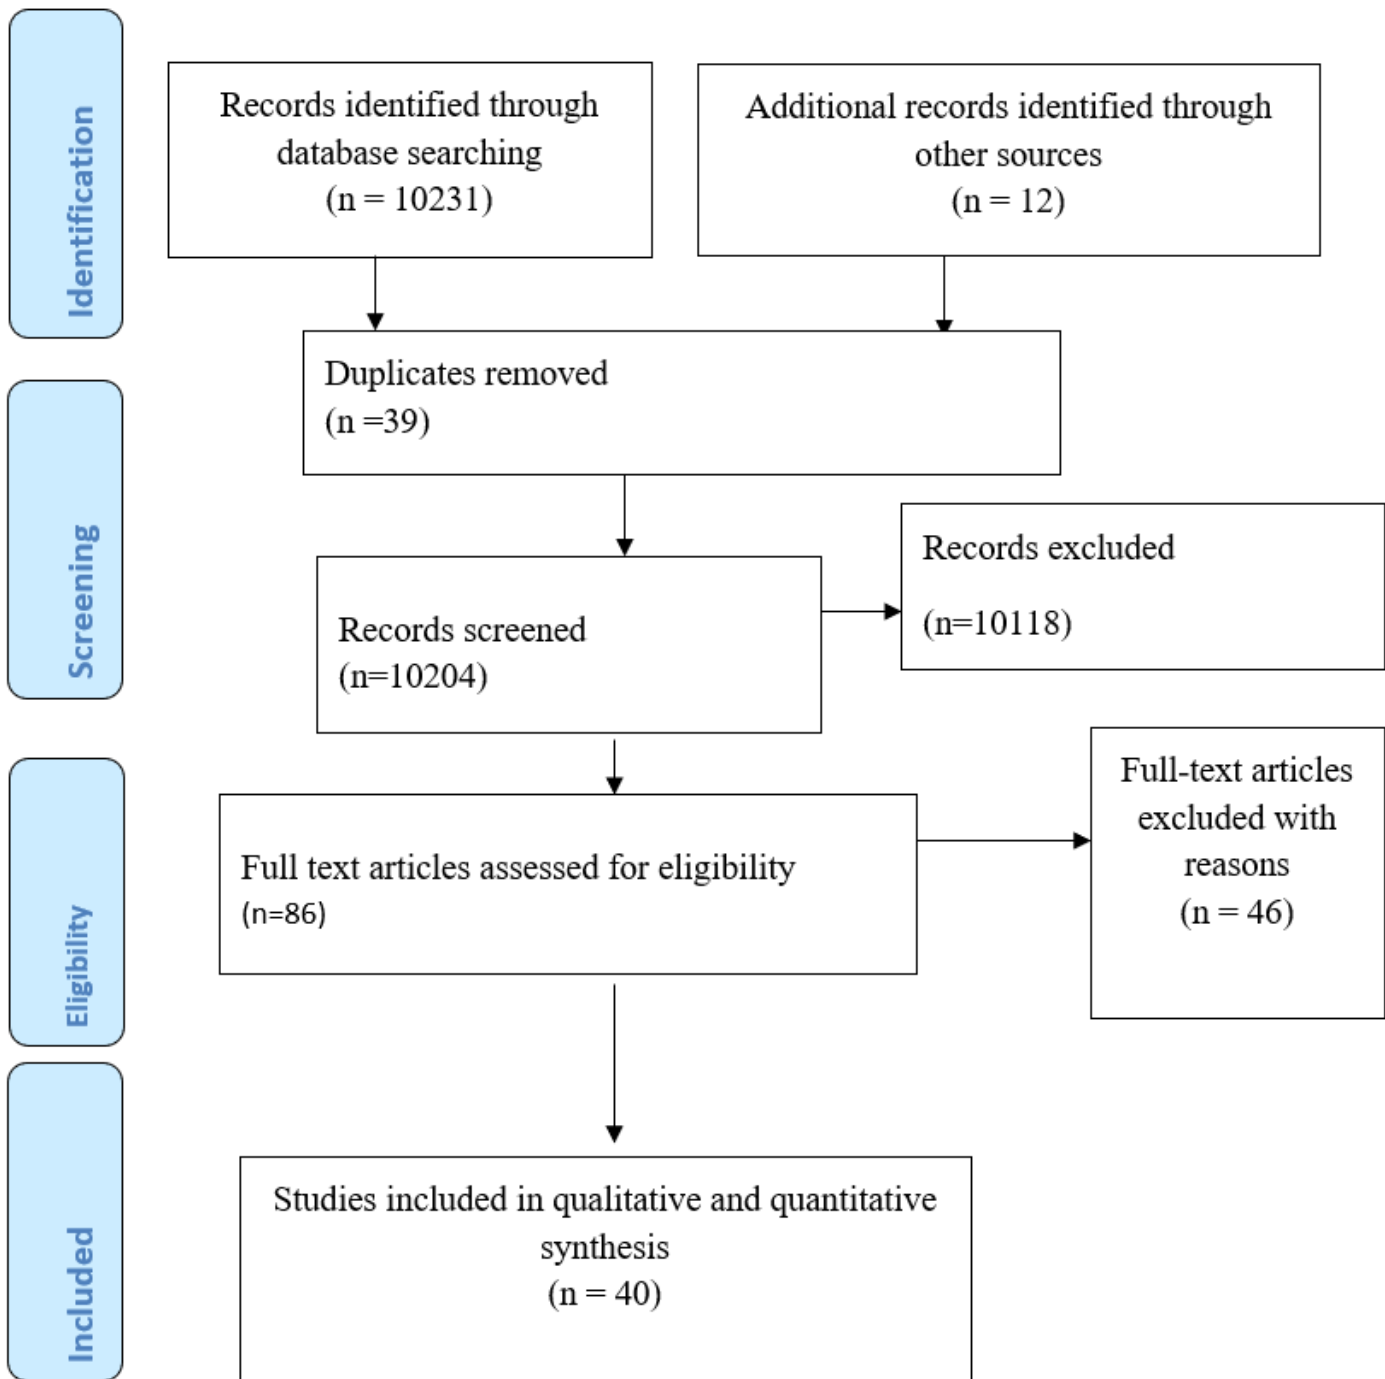 Identification
Records identified through
database searching
(n = 10231)
Additional records identified through
other sources
(n = 12)
Duplicates removed
(n =39)
Screening
Records screened
(n=10204)
Records excluded
(n=10118)
Eligibility
Full text articles assessed for eligibility
(n=86)
Full-text articles
excluded with
reasons
(n = 46)
Included
Studies included in qualitative and quantitative
synthesis
(n = 40)